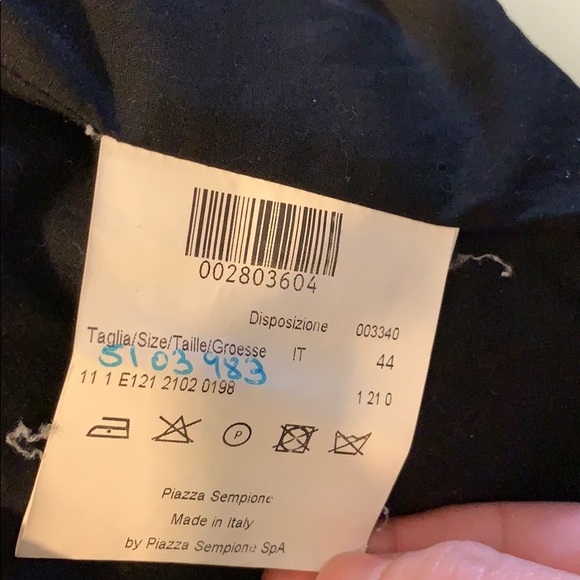 002803604
Disposizione 003340
Taglia/Size/Taille/Groesse IT 44
5103483
11 1 E121 2102 0198 1 21 0
P
Piazza Sempione
Made in Italy
by Piazza Sempione SpA